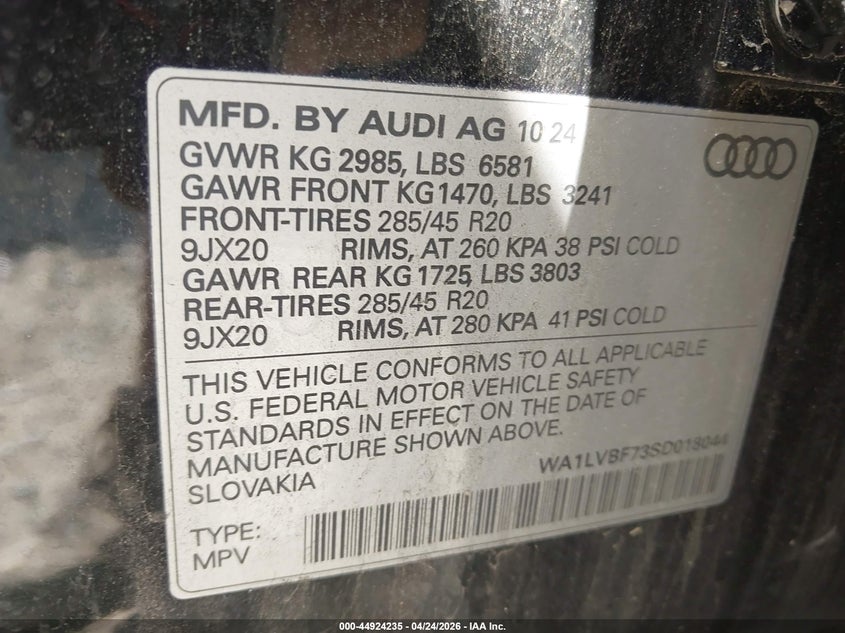 MFD. BY AUDI AG 10 24
GVWR KG 2985, LBS 6581
GAWR FRONT KG1470, LBS 3241
FRONT-TIRES 285/45 R20
9JX20 RIMS, AT 260 KPA 38 PSI COLD
GAWR REAR KG 1725, LBS 3803
REAR-TIRES 285/45 R20
9JX20 RIMS, AT 280 KPA 41 PSI COLD
THIS VEHICLE CONFORMS TO ALL APPLICABLE
U.S. FEDERAL MOTOR VEHICLE SAFETY
STANDARDS IN EFFECT ON THE DATE OF
MANUFACTURE SHOWN ABOVE.
SLOVAKIA
WA1LVBF73SD018044
TYPE:
MPV
000-44924235 - 04/24/2026 - IAA Inc.